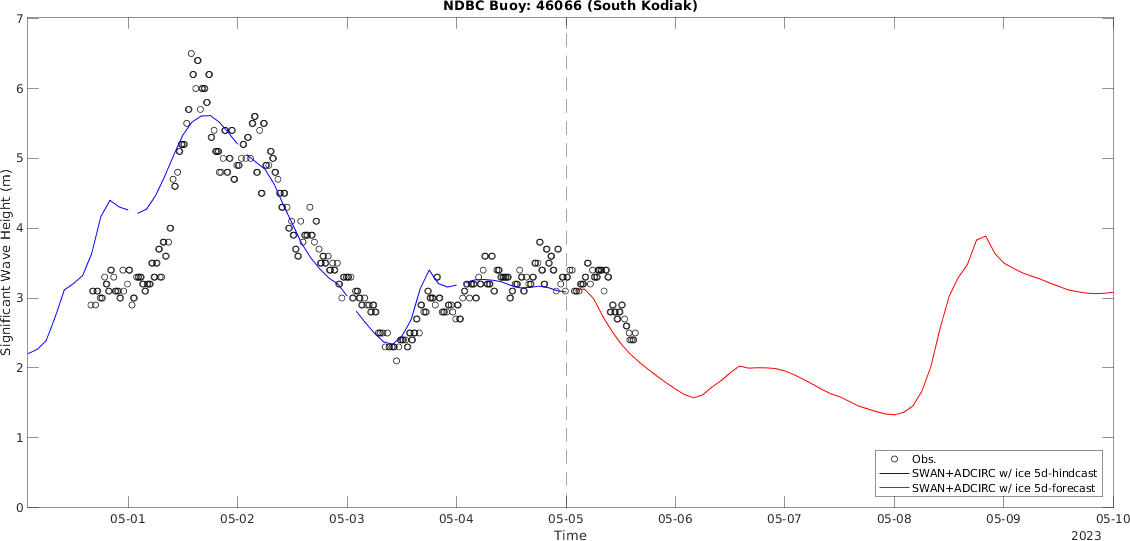 NDBC Buoy: 46066 (South Kodiak)
Significant Wave Height (m)
7
6
5
4
3
2
1
0
Obs.
SWAN+ADCIRC w/ ice 5d-hindcast
SWAN+ADCIRC w/ ice 5d-forecast
05-01 05-02 05-03 05-04 05-05 05-06 05-07 05-08 05-09 05-10
Time
2023